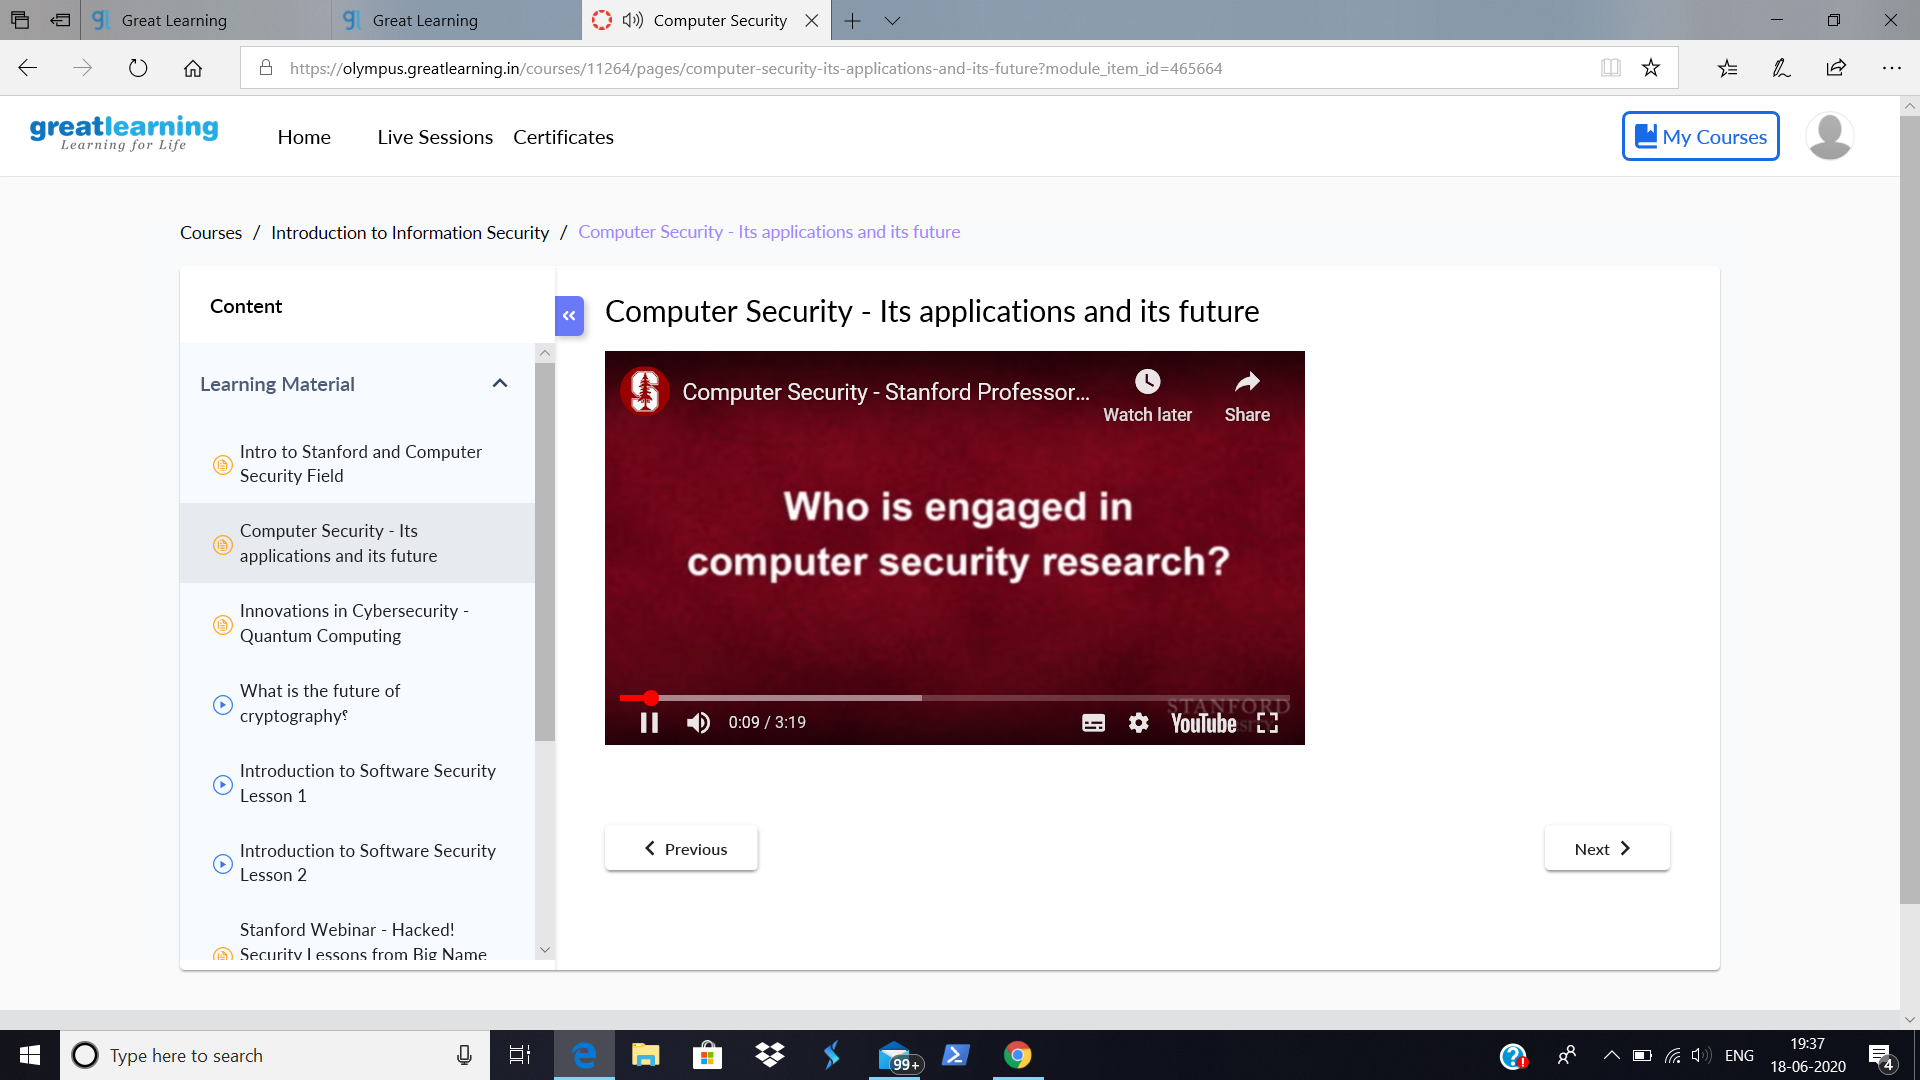 Great Learning
Great Learning
Computer Security
https://olympus.greatlearning.in/courses/11264/pages/computer-security-its-applications-and-its-future?module_item_id=465664
greatlearning
Learning for Life
Home Live Sessions Certificates
My Courses
Courses / Introduction to Information Security / Computer Security - Its applications and its future
Content
Learning Material
Intro to Stanford and Computer
Security Field
Computer Security - Its
applications and its future
Innovations in Cybersecurity -
Quantum Computing
What is the future of
cryptography؟
Introduction to Software Security
Lesson 1
Introduction to Software Security
Lesson 2
Stanford Webinar - Hacked!
Security Lessons from Big Name
Computer Security - Its applications and its future
Computer Security - Stanford Professor...
Watch later
Share
Who is engaged in
computer security research?
STANFORD
0:09 / 3:19
YouTube
Previous
Next
Type here to search
99+
ENG
19:37
18-06-2020
4